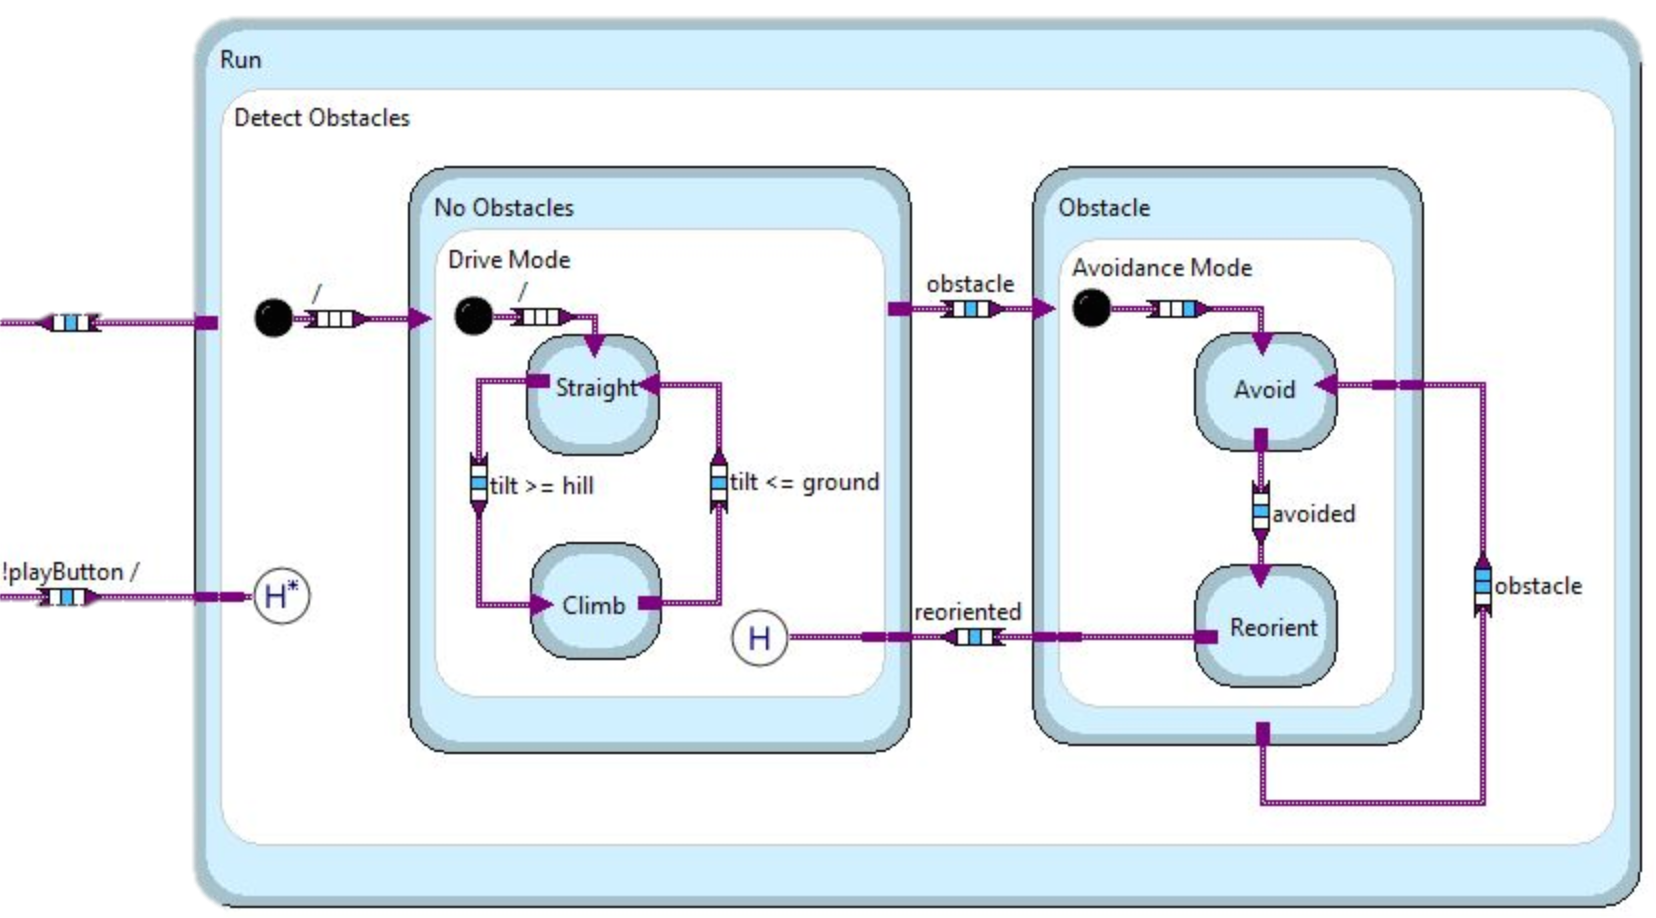 Run
Detect Obstacles
No Obstacles
Obstacle
Drive Mode
Avoidance Mode
/
/
obstacle
Straight
Avoid
tilt >= hill
tilt <= ground
avoided
!playButton /
H*
Climb
reoriented
obstacle
H
Reorient